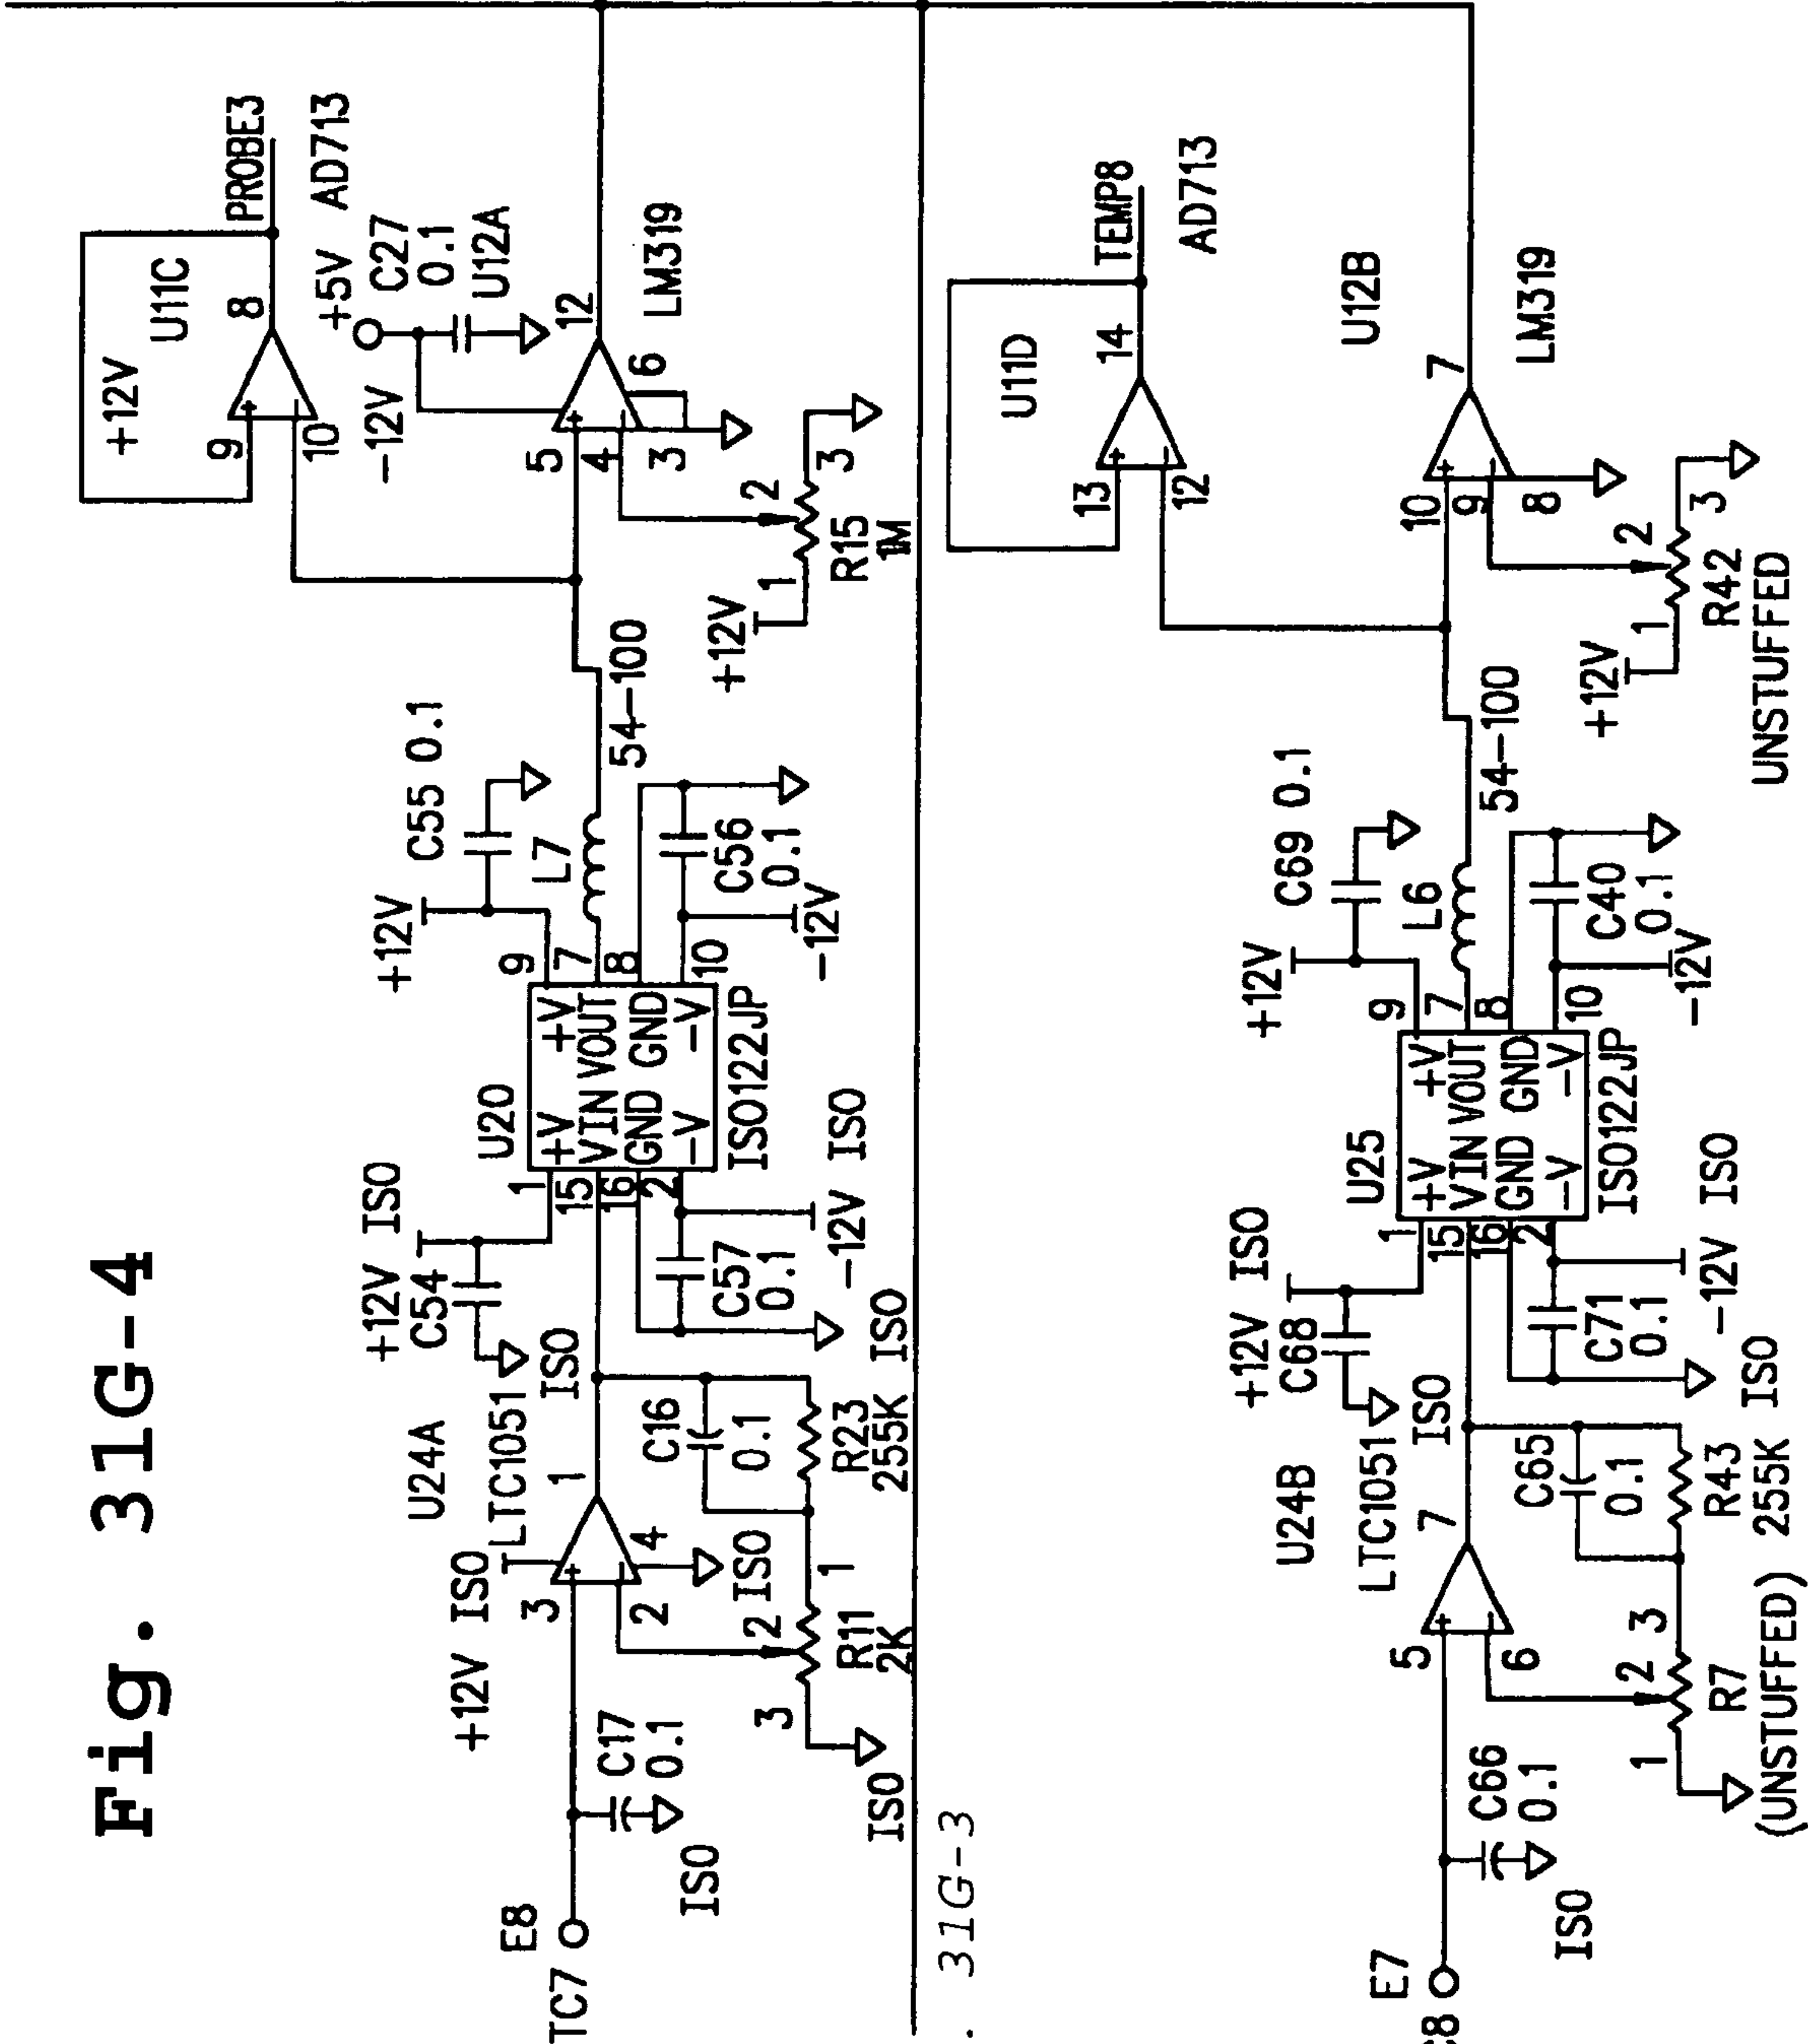 Fig. 31G-4
TC7
E8
C17
0.1
ISO
+12V ISO
U24A
LTC1051
3
2
1
4
ISO
3
2
1
R11
2K
ISO
C16
0.1
R23
255K
ISO
ISO
+12V ISO
C54
U20
1
15
16
2
+V
VIN
GND
-V
+V
VOUT
GND
-V
ISO122JP
C57
0.1
-12V ISO
9
7
8
10
+12V
C55 0.1
L7
54-100
C56
0.1
-12V
+12V
9
10
8
U11C
PROBE3
AD713
-12V
+5V
C27
0.1
U12A
5
4
3
6
12
LM319
+12V
1
2
3
R15
1M
. 31G-3
E7
C66
0.1
ISO
U24B
LTC1051
5
6
7
1
2
3
R7
(UNSTUFFED)
C65
0.1
R43
255K
ISO
ISO
+12V ISO
C68
U25
1
15
16
2
+V
VIN
GND
-V
+V
VOUT
GND
-V
ISO122JP
C71
0.1
-12V ISO
9
7
8
10
+12V
C69 0.1
L6
54-100
C40
0.1
-12V
13
12
14
U11D
TEMP8
AD713
10
9
8
7
U12B
LM319
+12V
1
2
3
R42
UNSTUFFED